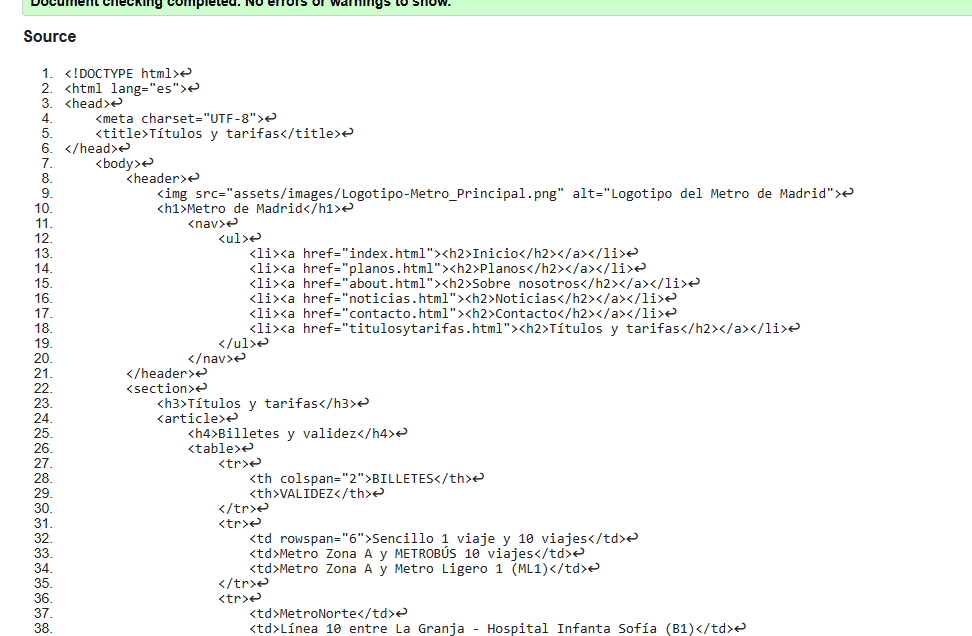 Document checking completed. No errors or warnings to show.
Source
1. <!DOCTYPE html>↩
2. <html lang="es">↩
3. <head>↩
4. <meta charset="UTF-8">↩
5. <title>Títulos y tarifas</title>↩
6. </head>↩
7. <body>↩
8. <header>↩
9. <img src="assets/images/Logotipo-Metro_Principal.png" alt="Logotipo del Metro de Madrid">↩
10. <h1>Metro de Madrid</h1>↩
11. <nav>↩
12. <ul>↩
13. <li><a href="index.html"><h2>Inicio</h2></a></li>↩
14. <li><a href="planos.html"><h2>Planos</h2></a></li>↩
15. <li><a href="about.html"><h2>Sobre nosotros</h2></a></li>↩
16. <li><a href="noticias.html"><h2>Noticias</h2></a></li>↩
17. <li><a href="contacto.html"><h2>Contacto</h2></a></li>↩
18. <li><a href="titulosytarifas.html"><h2>Títulos y tarifas</h2></a></li>↩
19. </ul>↩
20. </nav>↩
21. </header>↩
22. <section>↩
23. <h3>Títulos y tarifas</h3>↩
24. <article>↩
25. <h4>Billetes y validez</h4>↩
26. <table>↩
27. <tr>↩
28. <th colspan="2">BILLETES</th>↩
29. <th>VALIDEZ</th>↩
30. </tr>↩
31. <tr>↩
32. <td rowspan="6">Sencillo 1 viaje y 10 viajes</td>↩
33. <td>Metro Zona A y METROBÚS 10 viajes</td>↩
34. <td>Metro Zona A y Metro Ligero 1 (ML1)</td>↩
35. </tr>↩
36. <tr>↩
37. <td>MetroNorte</td>↩
38. <td>Línea 10 entre La Granja - Hospital Infanta Sofía (B1)</td>↩